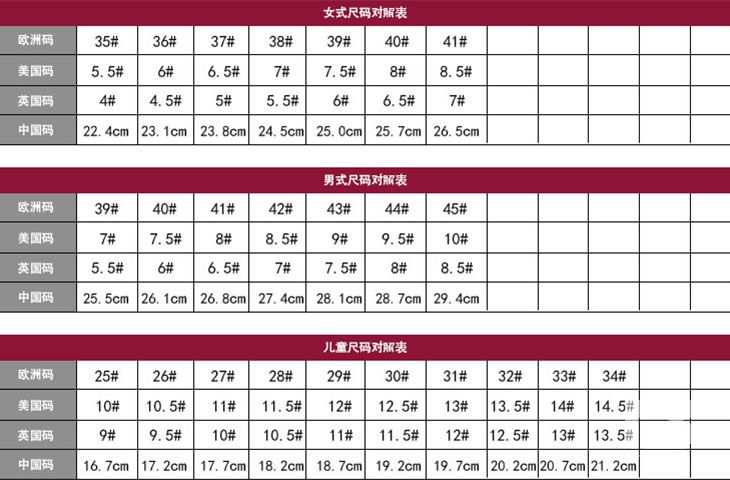 女式尺码对照表
欧洲码 35# 36# 37# 38# 39# 40# 41#
美国码 5.5# 6# 6.5# 7# 7.5# 8# 8.5#
英国码 4# 4.5# 5# 5.5# 6# 6.5# 7#
中国码 22.4cm 23.1cm 23.8cm 24.5cm 25.0cm 25.7cm 26.5cm
男式尺码对照表
欧洲码 39# 40# 41# 42# 43# 44# 45#
美国码 7# 7.5# 8# 8.5# 9# 9.5# 10#
英国码 5.5# 6# 6.5# 7# 7.5# 8# 8.5#
中国码 25.5cm 26.1cm 26.8cm 27.4cm 28.1cm 28.7cm 29.4cm
儿童尺码对照表
欧洲码 25# 26# 27# 28# 29# 30# 31# 32# 33# 34#
美国码 10# 10.5# 11# 11.5# 12# 12.5# 13# 13.5# 14# 14.5#
英国码 9# 9.5# 10# 10.5# 11# 11.5# 12# 12.5# 13# 13.5#
中国码 16.7cm 17.2cm 17.7cm 18.2cm 18.7cm 19.2cm 19.7cm 20.2cm 20.7cm 21.2cm